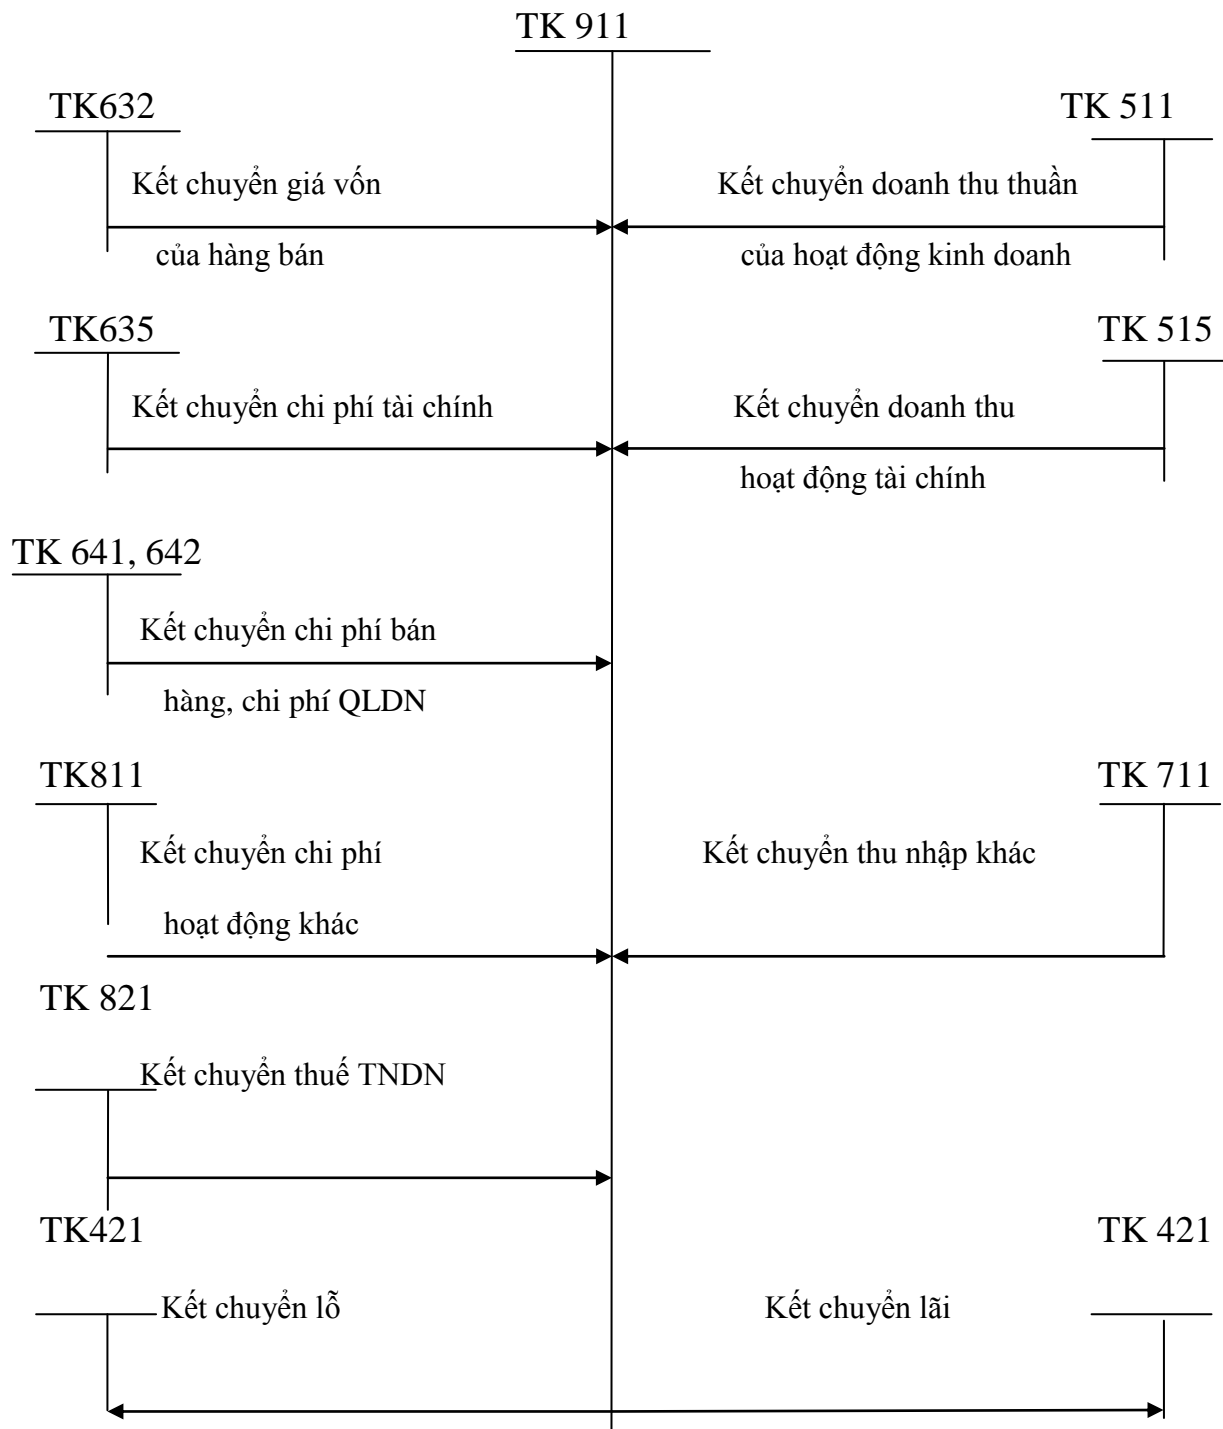 TK 911
TK632
TK 511
Kết chuyển giá vốn
Kết chuyển doanh thu thuần
của hàng bán
của hoạt động kinh doanh
TK635
TK 515
Kết chuyển chi phí tài chính
Kết chuyển doanh thu
hoạt động tài chính
TK 641, 642
Kết chuyển chi phí bán
hàng, chi phí QLDN
TK811
TK 711
Kết chuyển chi phí
Kết chuyển thu nhập khác
hoạt động khác
TK 821
Kết chuyển thuế TNDN
TK421
TK 421
Kết chuyển lỗ
Kết chuyển lãi